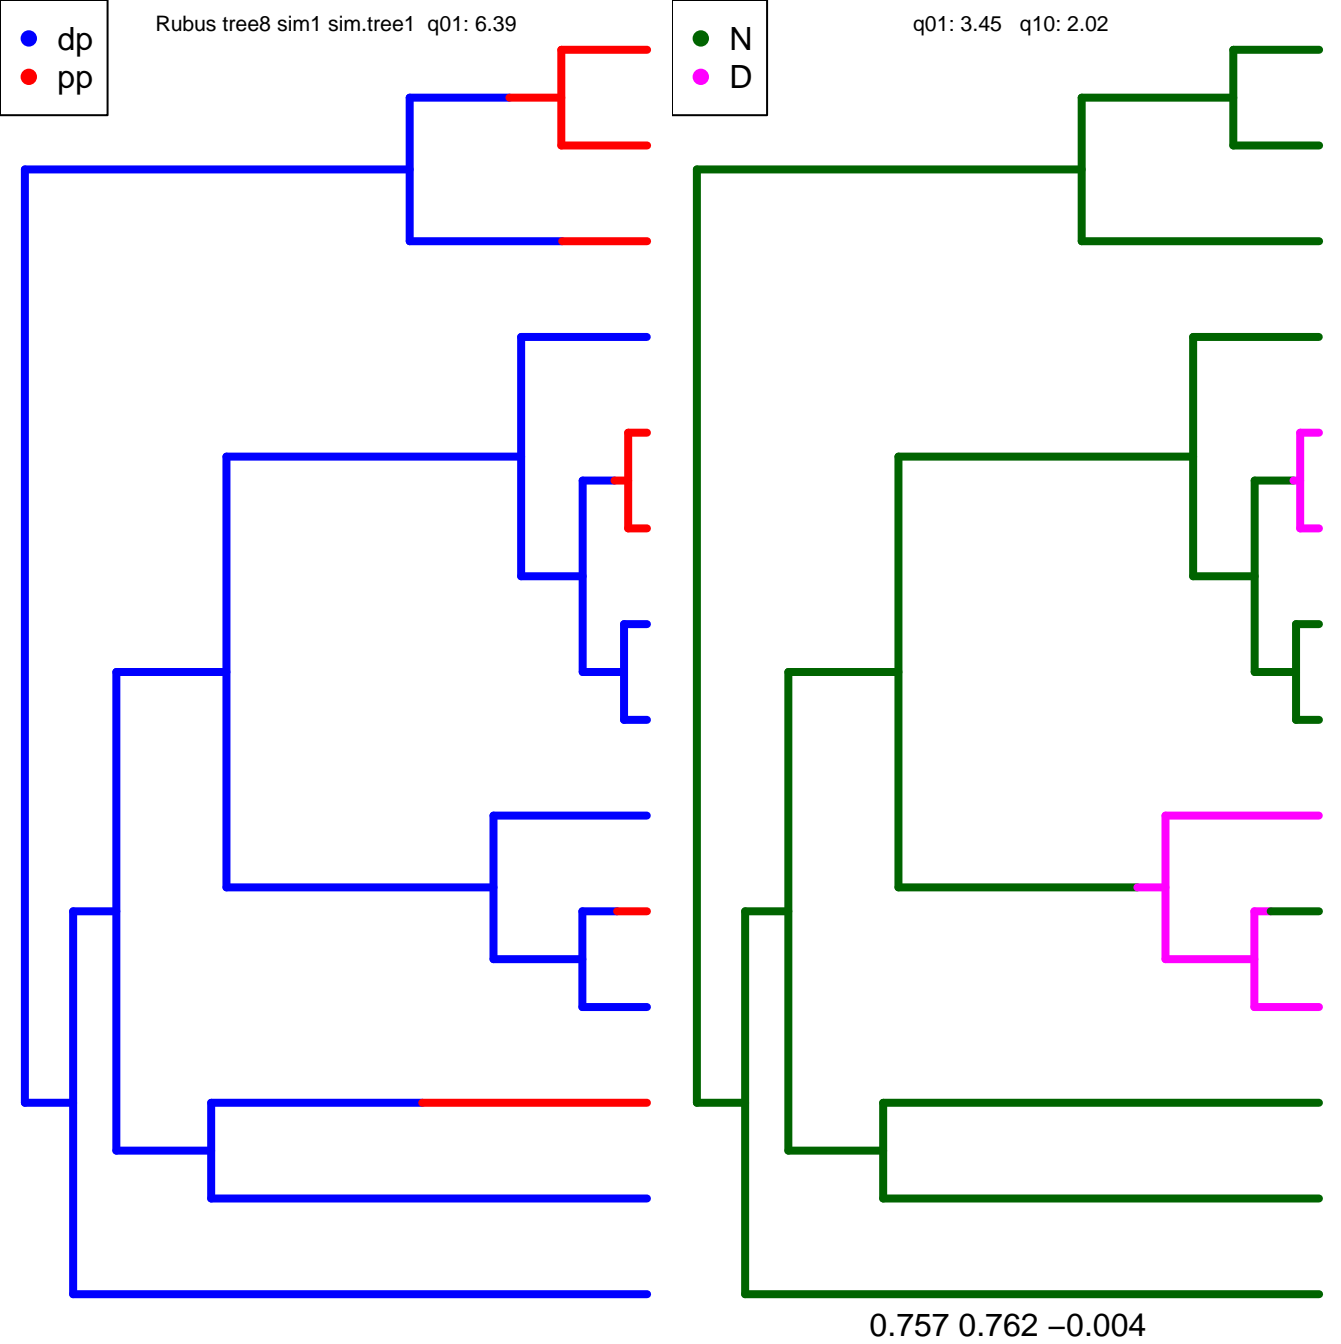 dp
pp
Rubus tree8 sim1 sim.tree1 q01: 6.39
N
D
q01: 3.45 q10: 2.02
0.757 0.762 −0.004